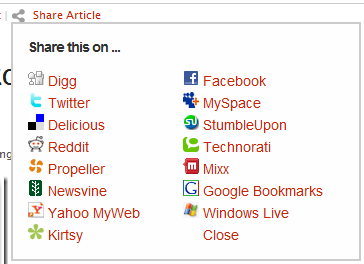 Share Article
Share this on ...
Digg
Twitter
Delicious
Reddit
Propeller
Newsvine
Yahoo MyWeb
Kirtsy
Facebook
MySpace
StumbleUpon
Technorati
Mixx
Google Bookmarks
Windows Live
Close